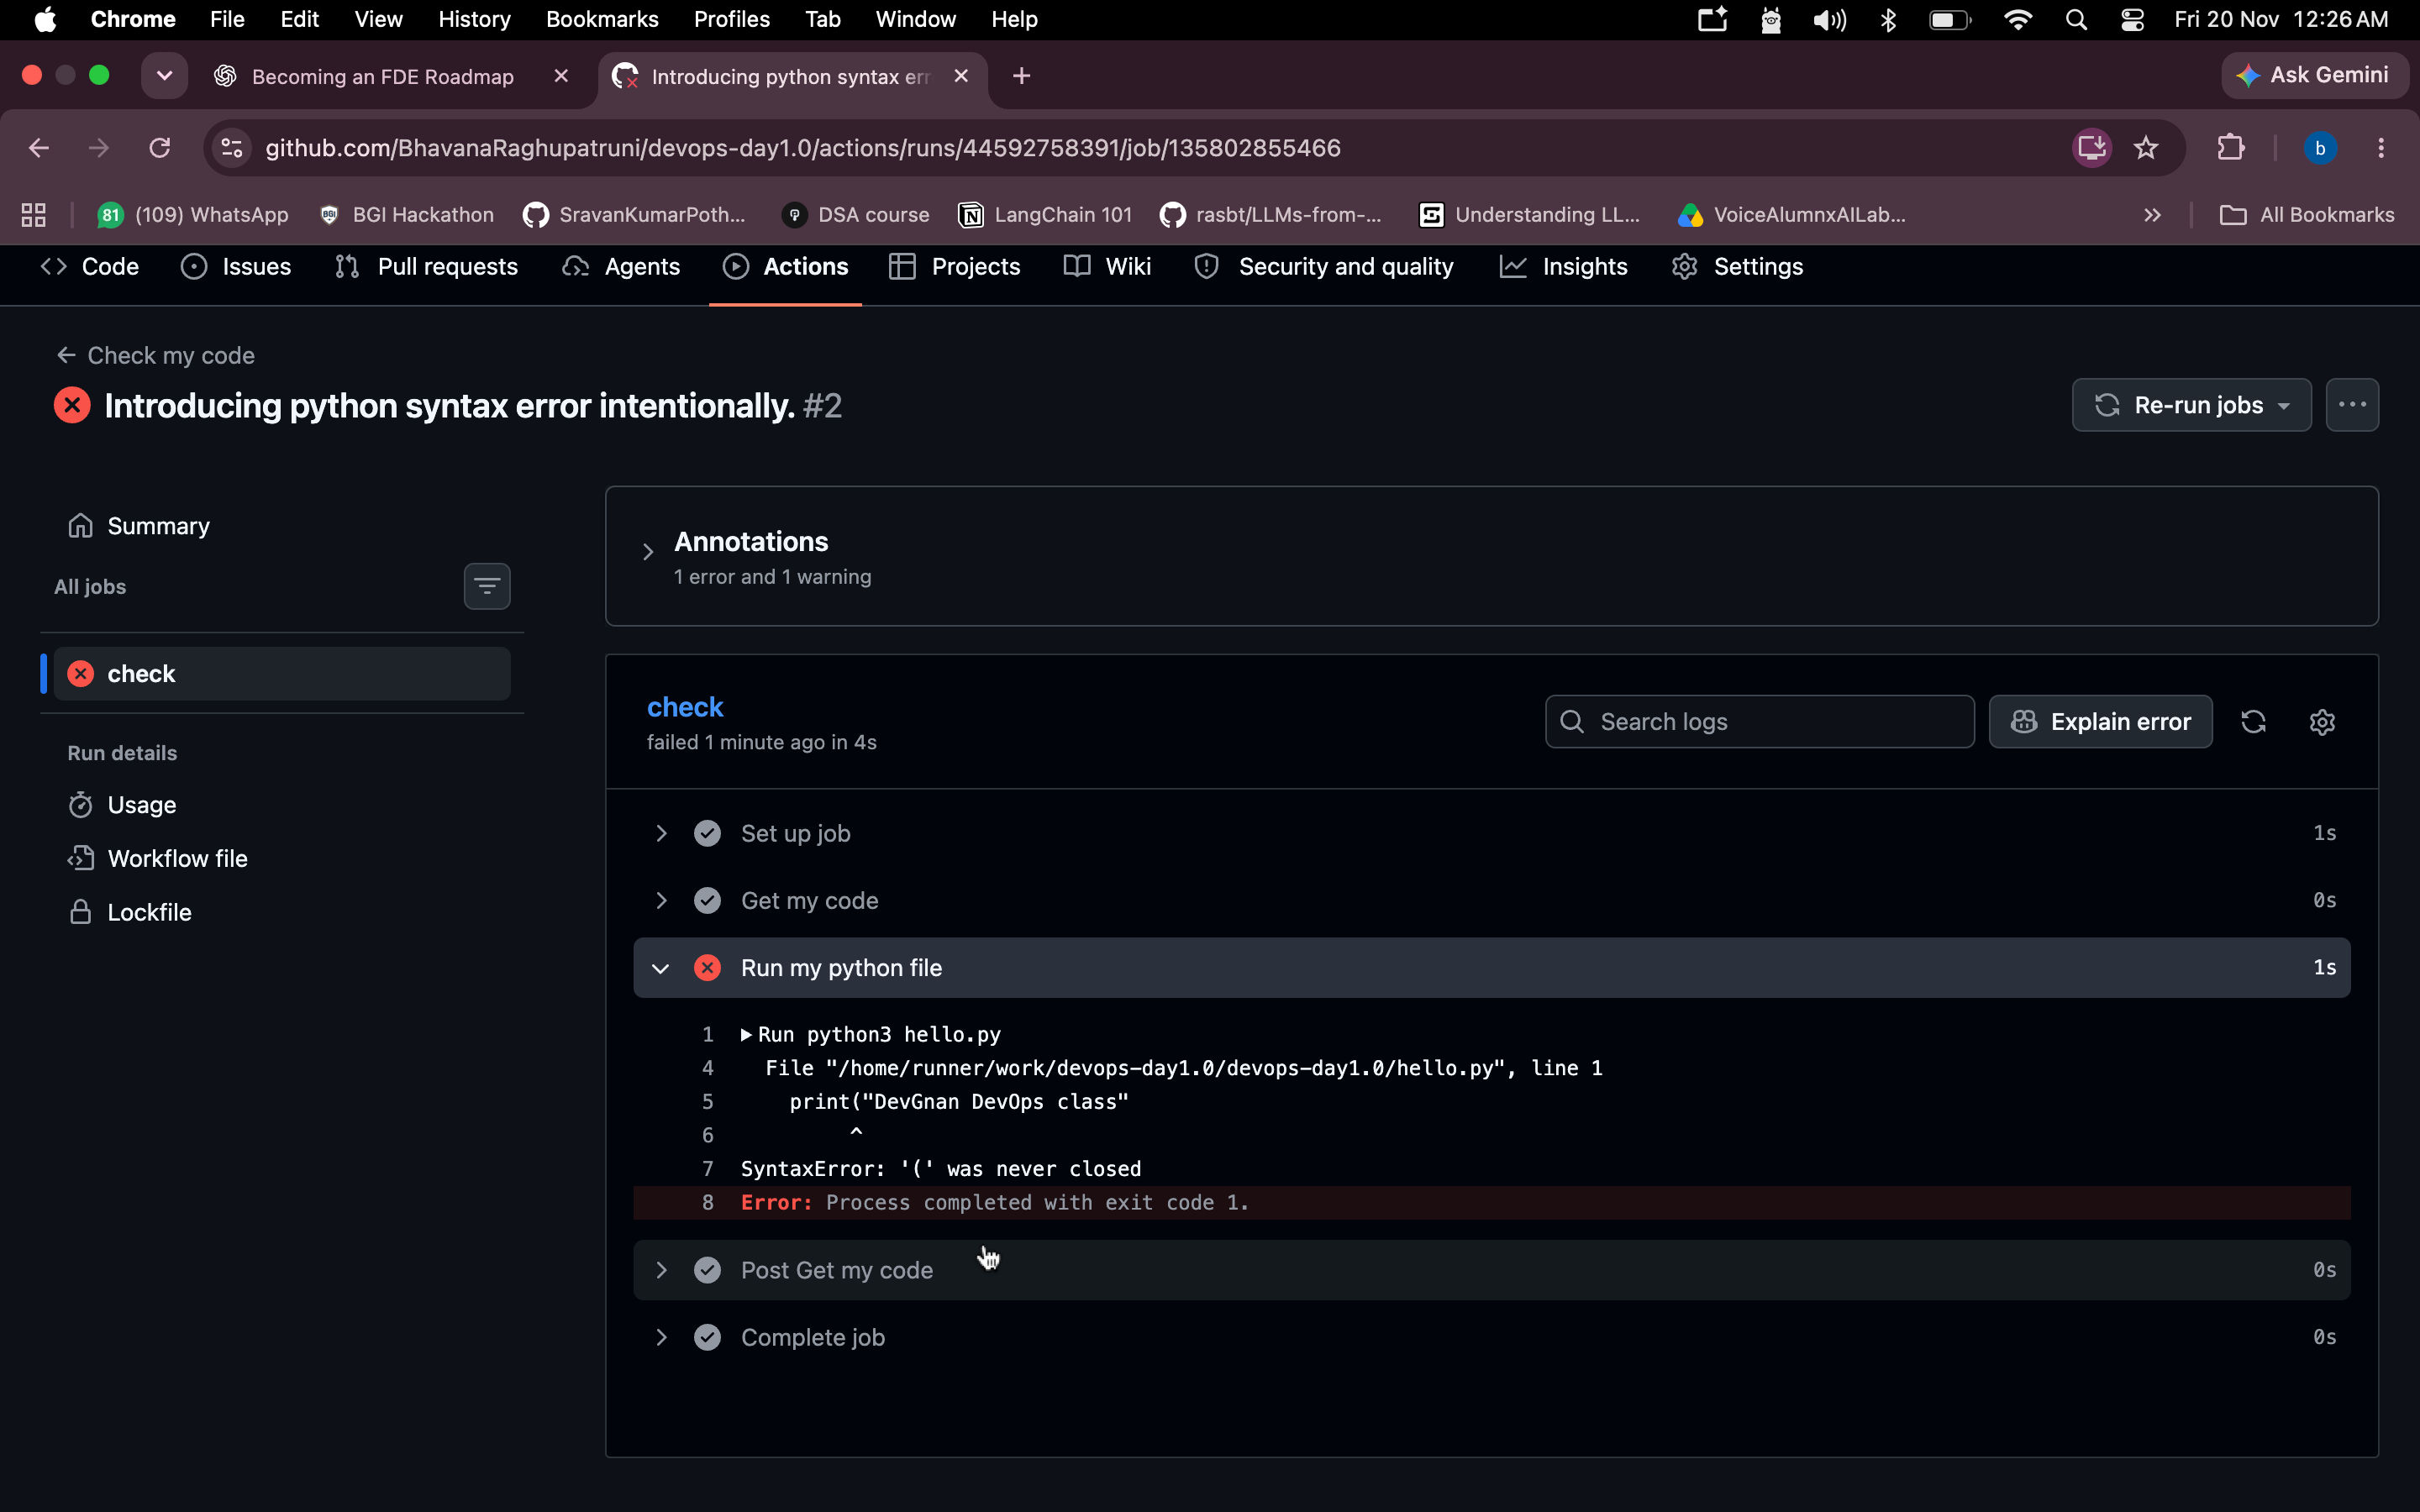 Chrome File Edit View History Bookmarks Profiles Tab Window Help Fri 20 Nov 12:26 AM
Becoming an FDE Roadmap Introducing python syntax err Ask Gemini
github.com/BhavanaRaghupatruni/devops-day1.0/actions/runs/44592758391/job/135802855466 b
81 (109) WhatsApp BGI BGI Hackathon SravanKumarPoth... P DSA course LangChain 101 rasbt/LLMs-from-... Understanding LL... VoiceAlumnxAILab... All Bookmarks
Code Issues Pull requests Agents Actions Projects Wiki Security and quality Insights Settings
Check my code
Introducing python syntax error intentionally. #2
Re-run jobs
Summary
All jobs
check
Run details
Usage
Workflow file
Lockfile
Annotations
1 error and 1 warning
check
failed 1 minute ago in 4s
Search logs
Explain error
Set up job 1s
Get my code 0s
Run my python file 1s
1 Run python3 hello.py
4 File "/home/runner/work/devops-day1.0/devops-day1.0/hello.py", line 1
5 print("DevGnan DevOps class"
6 ^
7 SyntaxError: '(' was never closed
8 Error: Process completed with exit code 1.
Post Get my code 0s
Complete job 0s